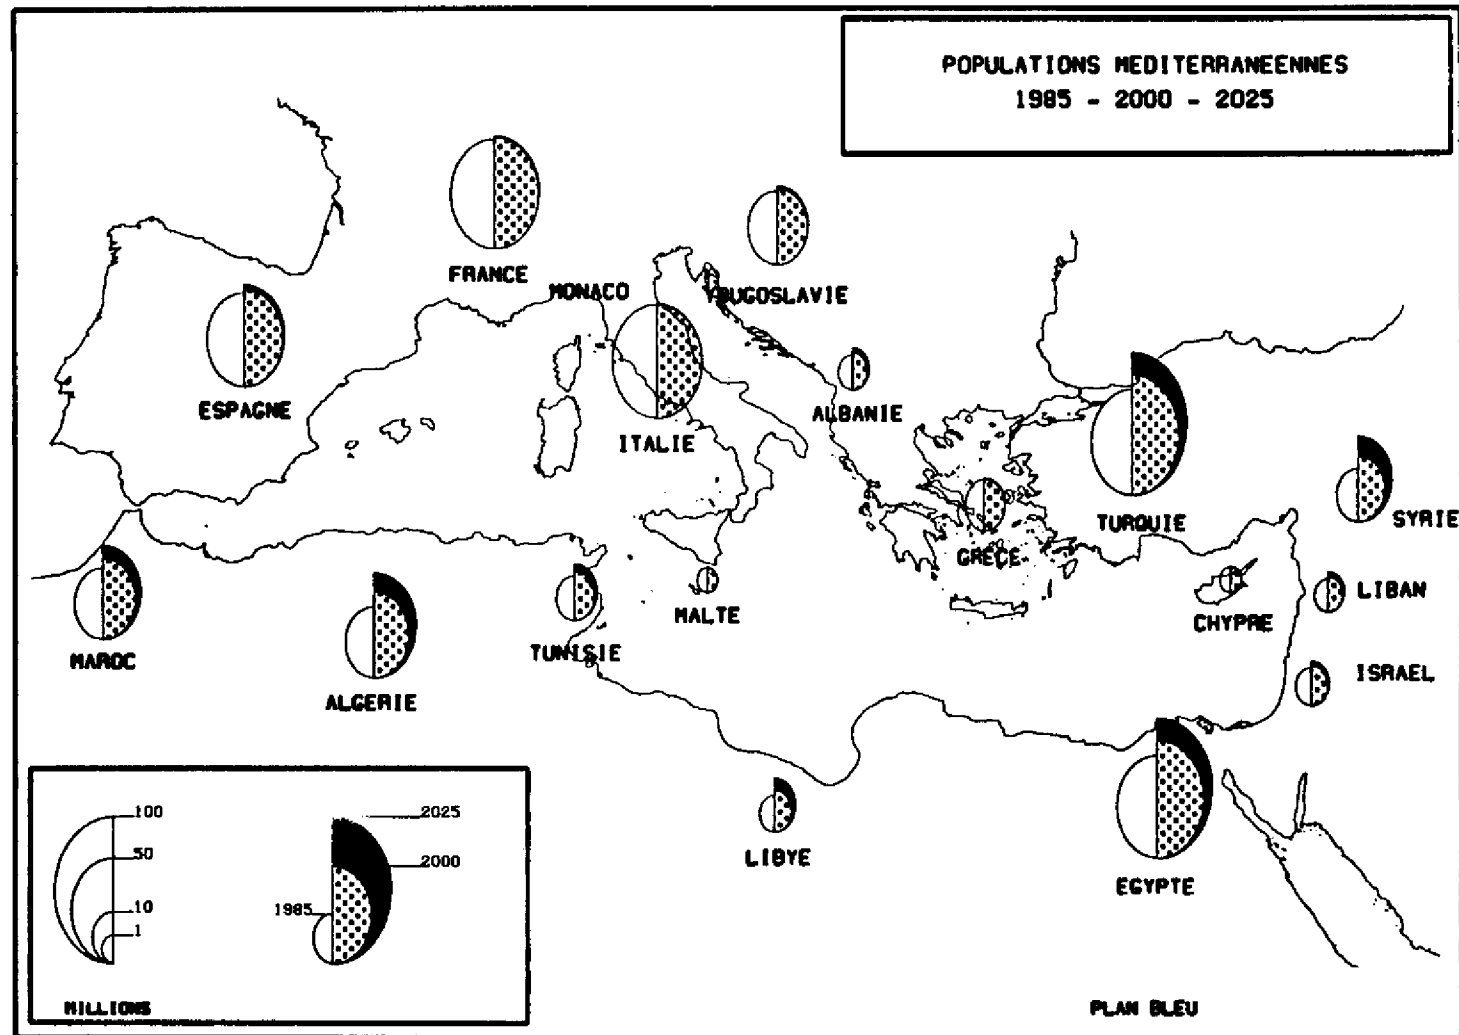 POPULATIONS MEDITERRANEENNES
1985 - 2000 - 2025
FRANCE
MONACO
YOUGOSLAVIE
ESPAGNE
ITALIE
ALBANIE
TURQUIE
SYRIE
GRECE
MAROC
ALGERIE
TUNISIE
MALTE
CHYPRE
LIBAN
ISRAEL
LIBYE
EGYPTE
100
50
10
1
2025
2000
1985
MILLIONS
PLAN BLEU